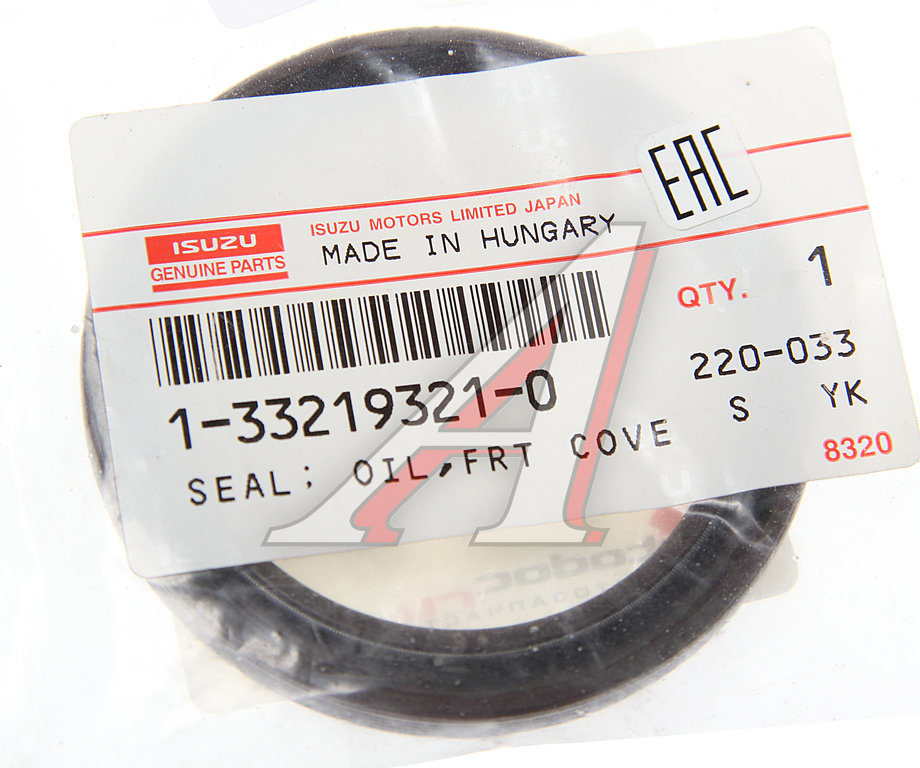 EAC
ISUZU
GENUINE PARTS
ISUZU MOTORS LIMITED JAPAN
MADE IN HUNGARY
QTY. 1
1-33219321-0
220-033
SEAL; OIL,FRT COVE S YK
8320